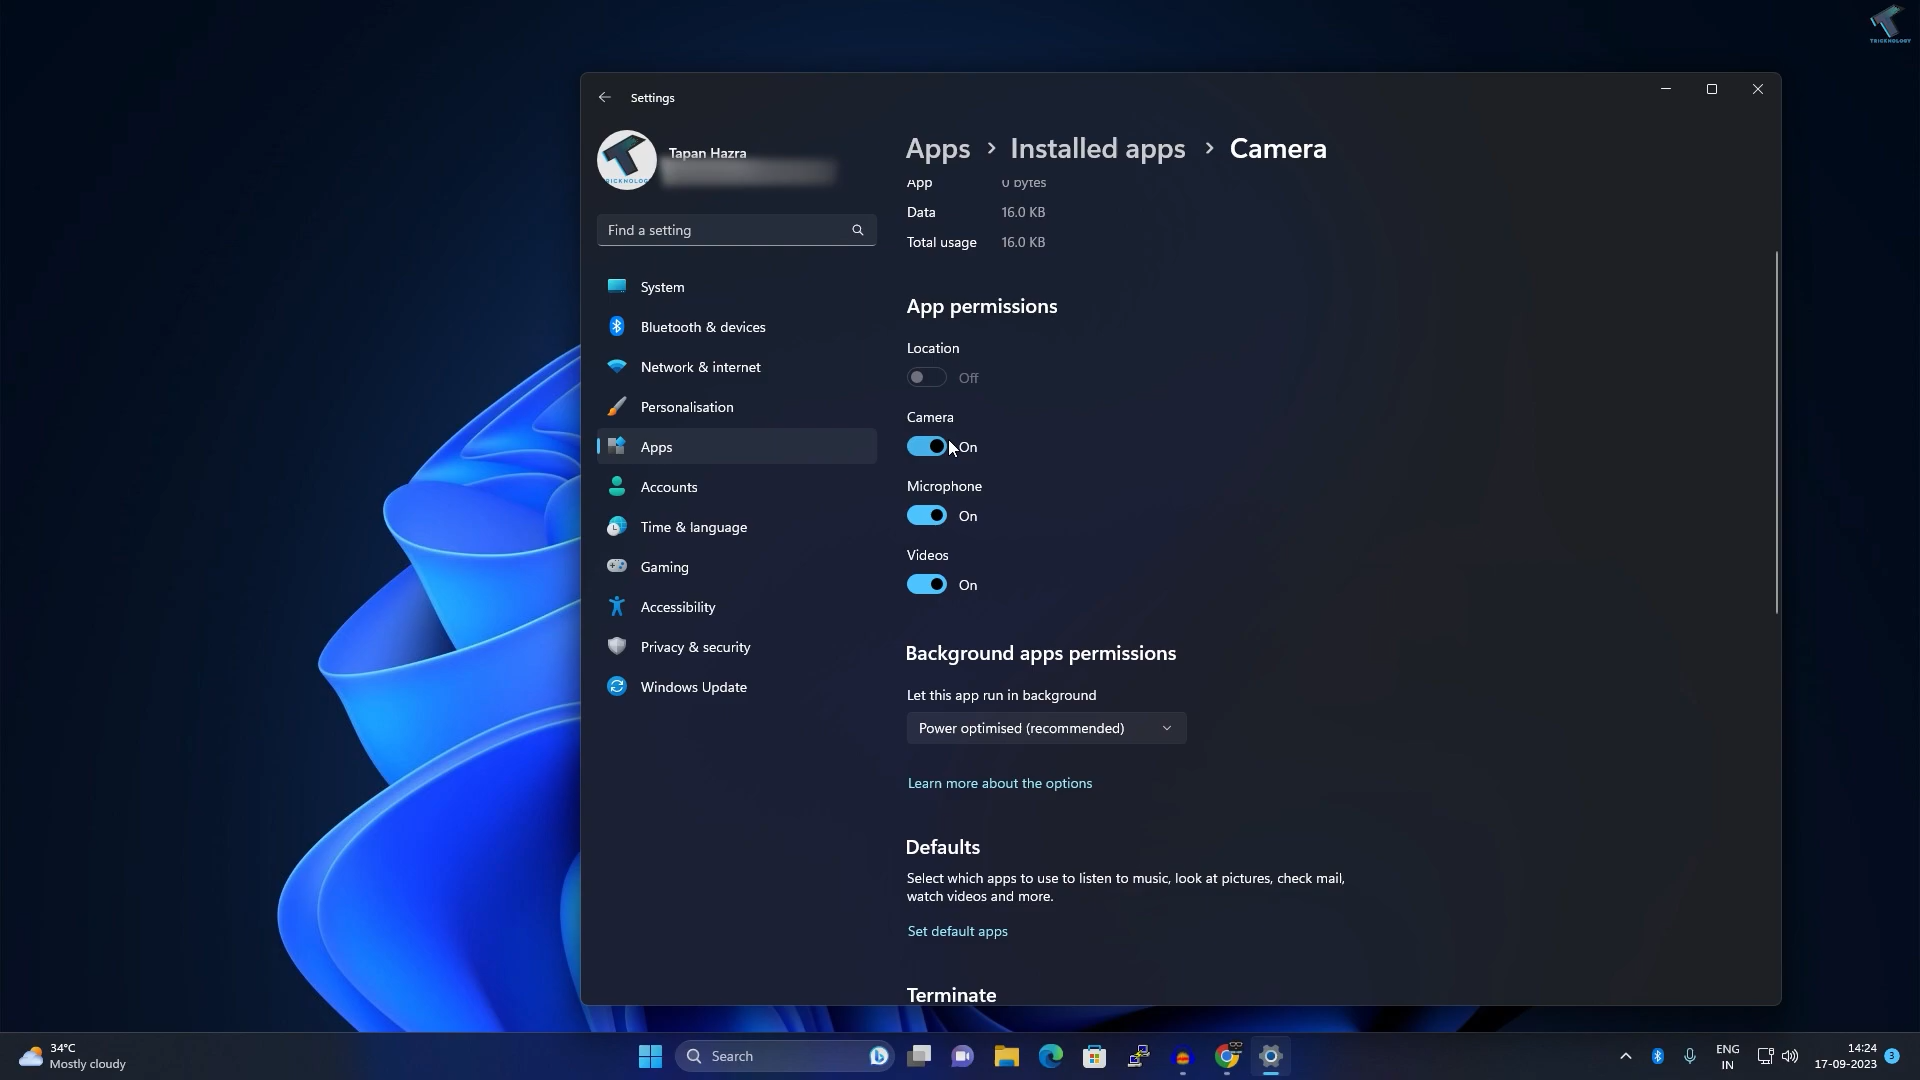 TRICKNOLOGY
Settings
Tapan Hazra
Find a setting
System
Bluetooth & devices
Network & internet
Personalisation
Apps
Accounts
Time & language
Gaming
Accessibility
Privacy & security
Windows Update
Apps › Installed apps › Camera
App 0 bytes
Data 16.0 KB
Total usage 16.0 KB
App permissions
Location
Off
Camera
On
Microphone
On
Videos
On
Background apps permissions
Let this app run in background
Power optimised (recommended)
Learn more about the options
Defaults
Select which apps to use to listen to music, look at pictures, check mail,
watch videos and more.
Set default apps
Terminate
34°C
Mostly cloudy
Search
ENG
IN
14:24
17-09-2023
3